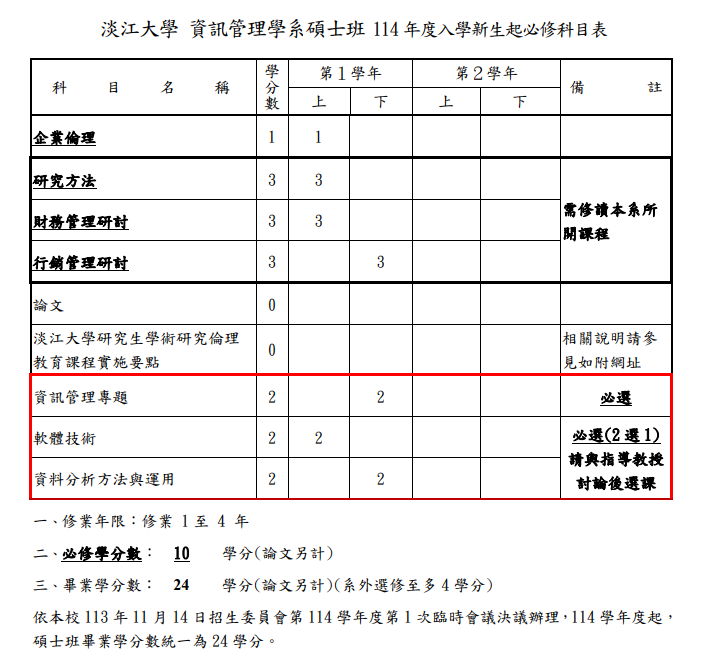 淡江大學 資訊管理學系碩士班 114 年度入學新生起必修科目表
科 目 名 稱 學分數 第1學年 第2學年 備 註
上 下 上 下
企業倫理 1 1
研究方法 3 3
財務管理研討 3 3
行銷管理研討 3 3
需修讀本系所
開課程
論文 0
淡江大學研究生學術研究倫理
教育課程實施要點 0
相關說明請參
見如附網址
資訊管理專題 2 2 必選
軟體技術 2 2
資料分析方法與運用 2 2
必選(2選1)
請與指導教授
討論後選課
一、修業年限：修業 1至 4 年
二、必修學分數： 10 學分(論文另計)
三、畢業學分數： 24 學分(論文另計)(系外選修至多4學分)
依本校 113 年 11 月 14 日招生委員會第 114 學年度第 1 次臨時會議決議辦理，114 學年度起，
碩士班畢業學分數統一為 24 學分。